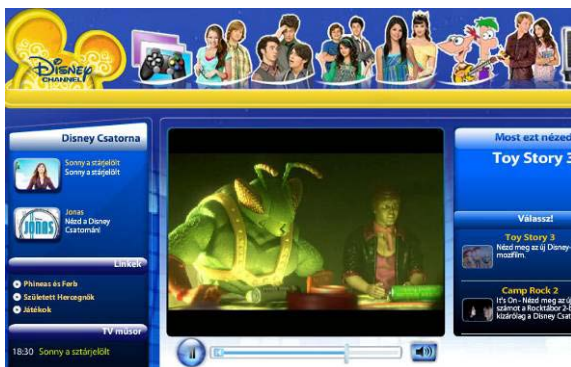 Disney
CHANNEL
Disney Csatorna
Sonny a stárjelölt
Sonny a stárjelölt
JONAS
Jonas
Nézd a Disney
Csatornán!
Linkek
Phineas és Ferb
Született Hercegnők
Játékok
TV műsor
18:30 Sonny a sztárjelölt
Most ezt nézed
Toy Story 3
Válassz!
Toy Story 3
Nézd meg az új Disney-
mozifilm.
Camp Rock 2
It's On - Nézd meg az új
számot a Rocktábor 2-b
kizárólag a Disney Csat